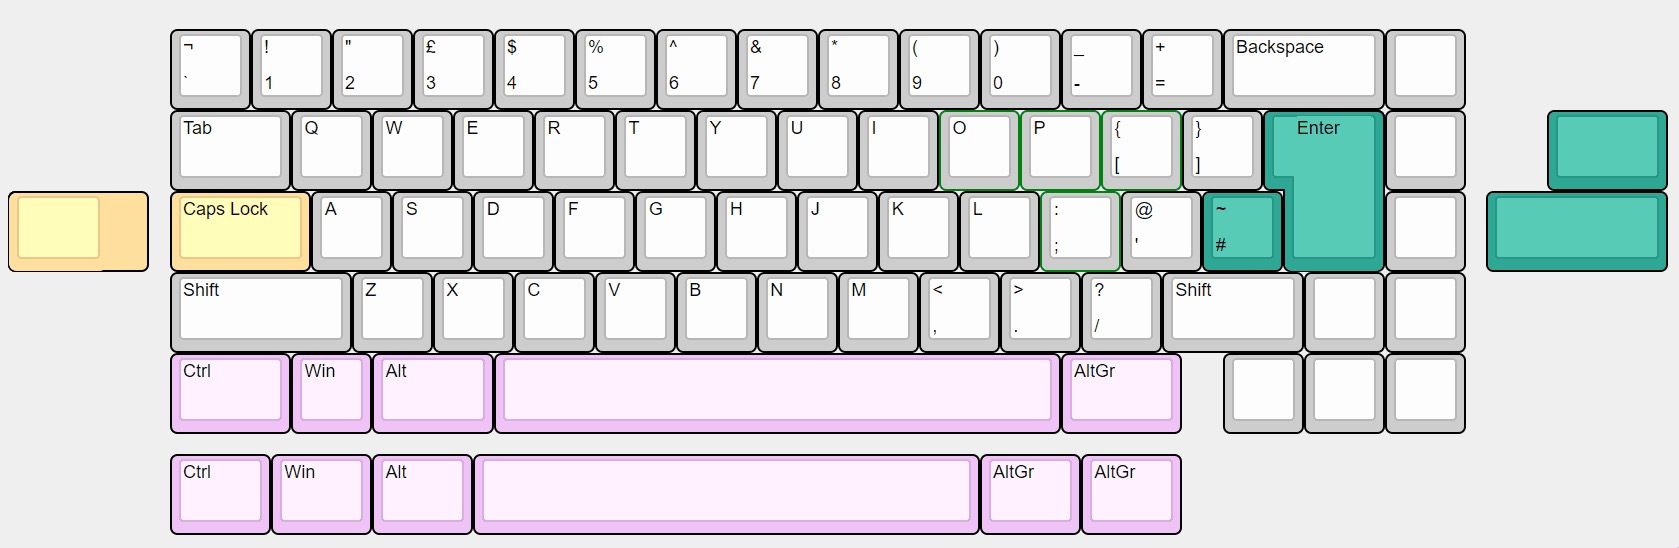 ¬ ! " £ $ % ^ & * ( ) _ + Backspace
` 1 2 3 4 5 6 7 8 9 0 - =
Tab Q W E R T Y U I O P { } Enter
[ ]
Caps Lock A S D F G H J K L : @ ~
; ' #
Shift Z X C V B N M < > ? Shift
, . /
Ctrl Win Alt AltGr
Ctrl Win Alt AltGr AltGr